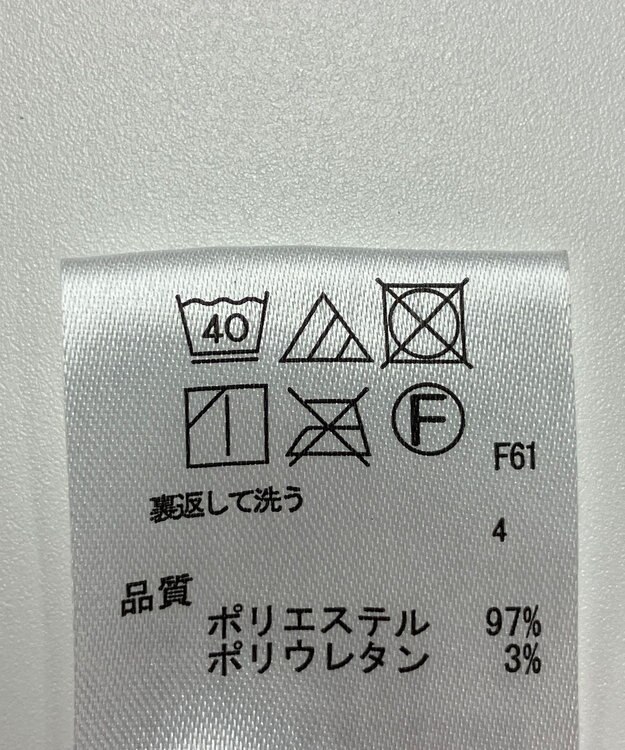 40
F
F61
裏返して洗う
4
品質
ポリエステル 97%
ポリウレタン 3%